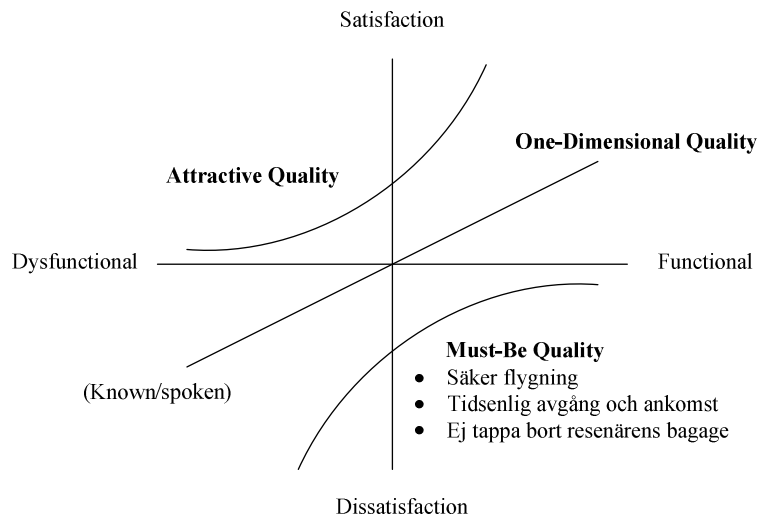 Satisfaction
One-Dimensional Quality
Attractive Quality
Dysfunctional
Functional
Must-Be Quality
(Known/spoken)
• Säker flygning
• Tidsenlig avgång och ankomst
• Ej tappa bort resenärens bagage
Dissatisfaction